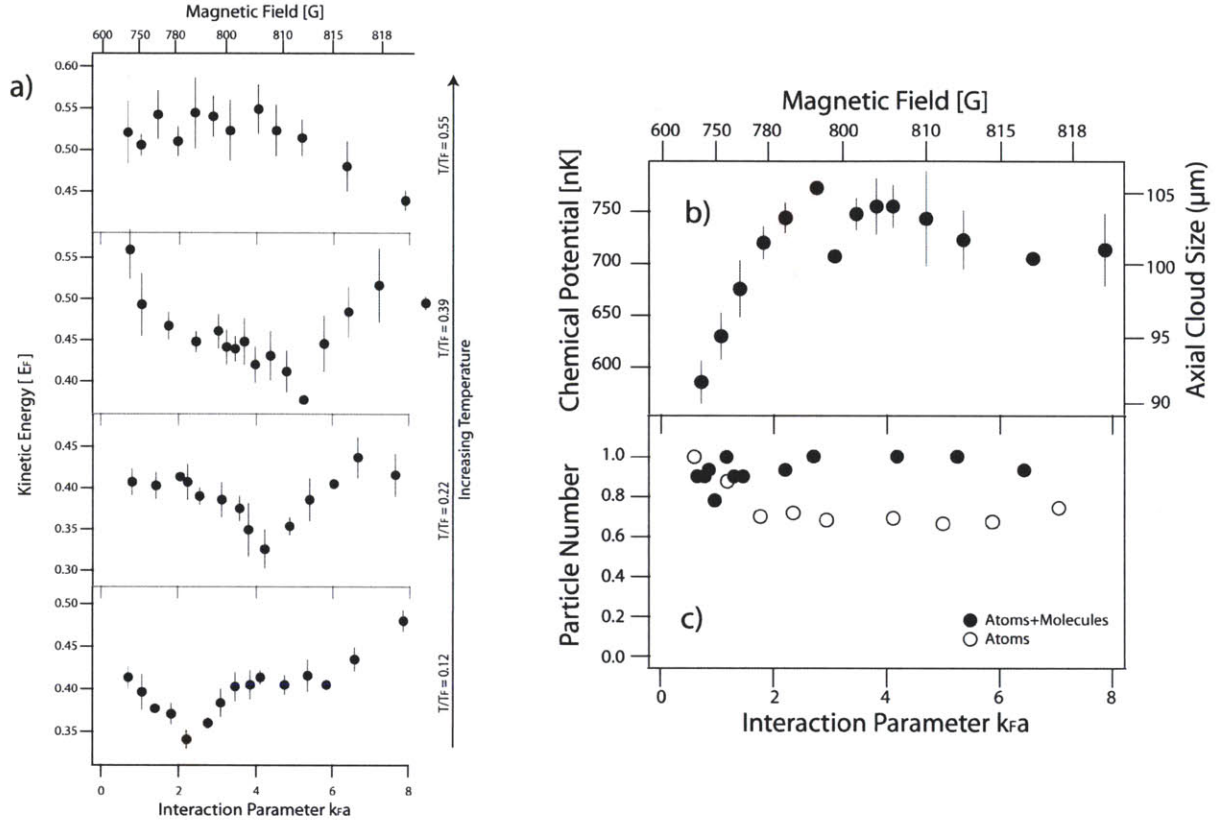 Magnetic Field [G]
600 750 780 800 810 815 818
a)
0.60
0.55
0.50
0.45
T/TF = 0.55
0.55
0.50
0.45
0.40
T/TF = 0.39
0.45
0.40
0.35
0.30
T/TF = 0.22
0.50
0.45
0.40
0.35
T/TF = 0.12
Kinetic Energy [ EF]
Increasing Temperature
0 2 4 6 8
Interaction Parameter kFa
Magnetic Field [G]
600 750 780 800 810 815 818
b)
Chemical Potential [nK]
750
700
650
600
105
100
95
90
Axial Cloud Size (μm)
Particle Number
1.0
0.8
0.6
0.4
0.2
0.0
c)
Atoms+Molecules
Atoms
0 2 4 6 8
Interaction Parameter kFa